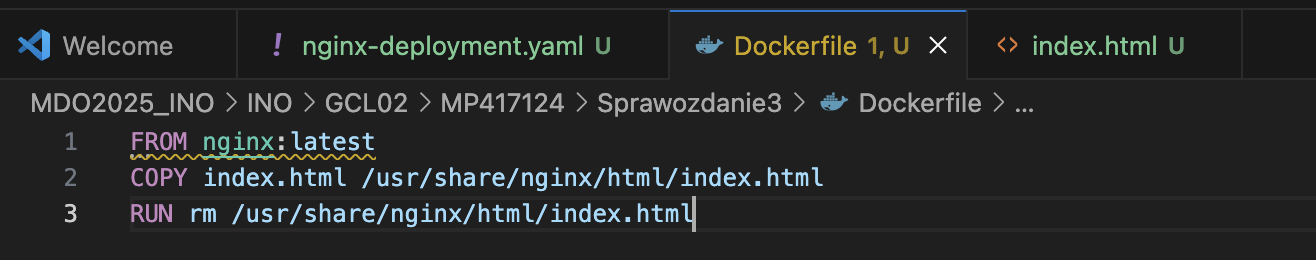 Welcome
! nginx-deployment.yaml U
Dockerfile 1, U
<> index.html U
MDO2025_INO > INO > GCL02 > MP417124 > Sprawozdanie3 > Dockerfile > ...
1 FROM nginx:latest
2 COPY index.html /usr/share/nginx/html/index.html
3 RUN rm /usr/share/nginx/html/index.html